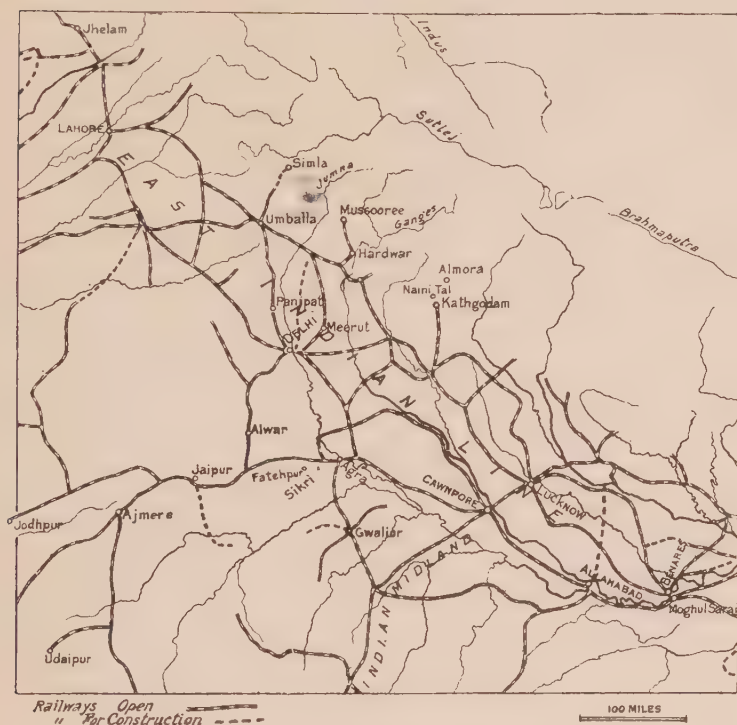 Jhelam
Indus
LAHORE
Sutlej
Simla
Jumna
Mussooree
Umballa
Ganges
Brahmaputra
Hardwar
Almora
Naini Tal
Kathgodam
Panipat
Meerut
DELHI
EAST INDIAN LINE
Alwar
Jaipur
Fatehpur
Sikri
Agra
CAWNPORE
LUCKNOW
Jodhpur
Ajmere
Gwalior
INDIAN MIDLAND
ALLAHABAD
BENARES
Moghul Sarai
Udaipur
Railways Open
" For Construction
100 MILES